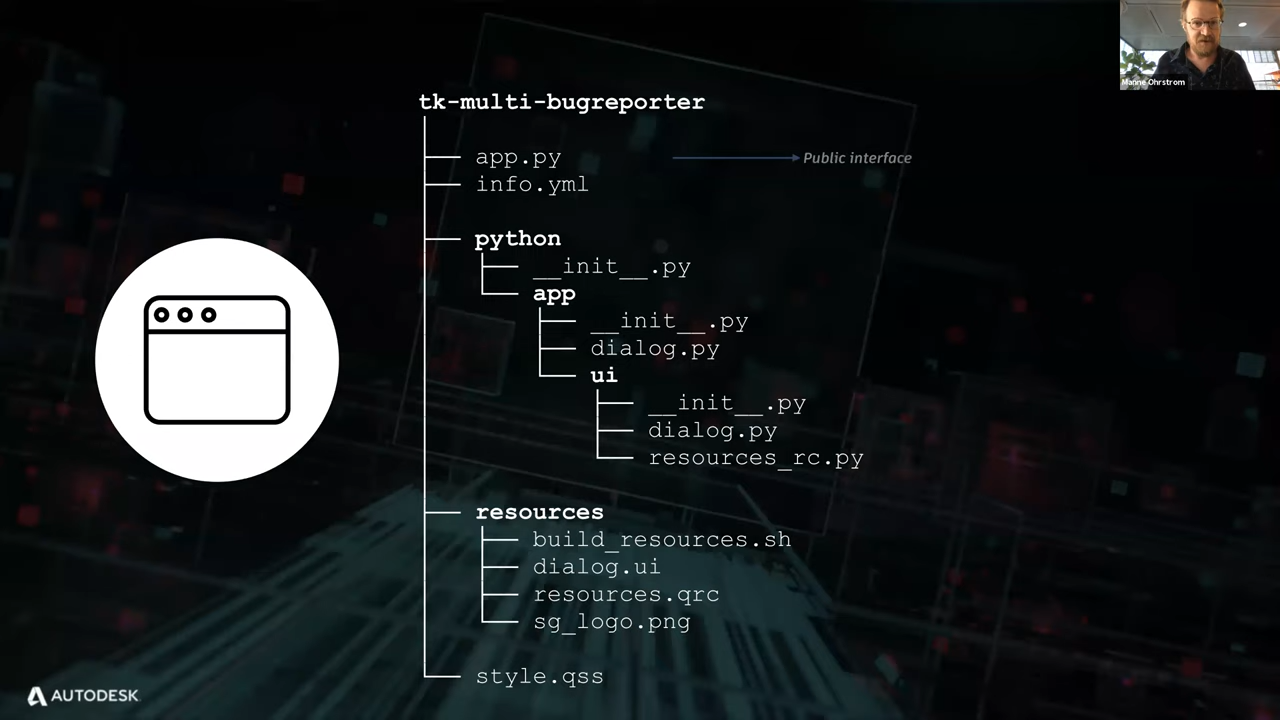 Manne Ohrstrom
tk-multi-bugreporter
app.py
Public interface
info.yml
python
__init__.py
app
__init__.py
dialog.py
ui
__init__.py
dialog.py
resources_rc.py
resources
build_resources.sh
dialog.ui
resources.qrc
sg_logo.png
style.qss
AUTODESK